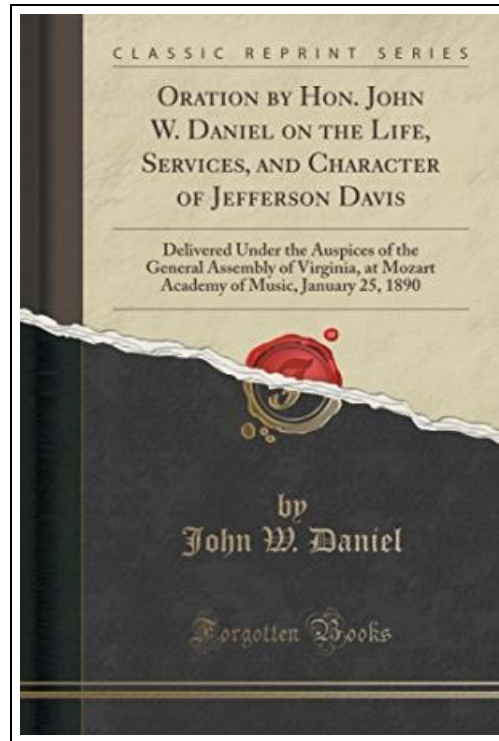 CLASSIC REPRINT SERIES
ORATION BY HON. JOHN
W. DANIEL ON THE LIFE,
SERVICES, AND CHARACTER
OF JEFFERSON DAVIS
Delivered Under the Auspices of the
General Assembly of Virginia, at Mozart
Academy of Music, January 25, 1890
by
John W. Daniel
Forgotten Books